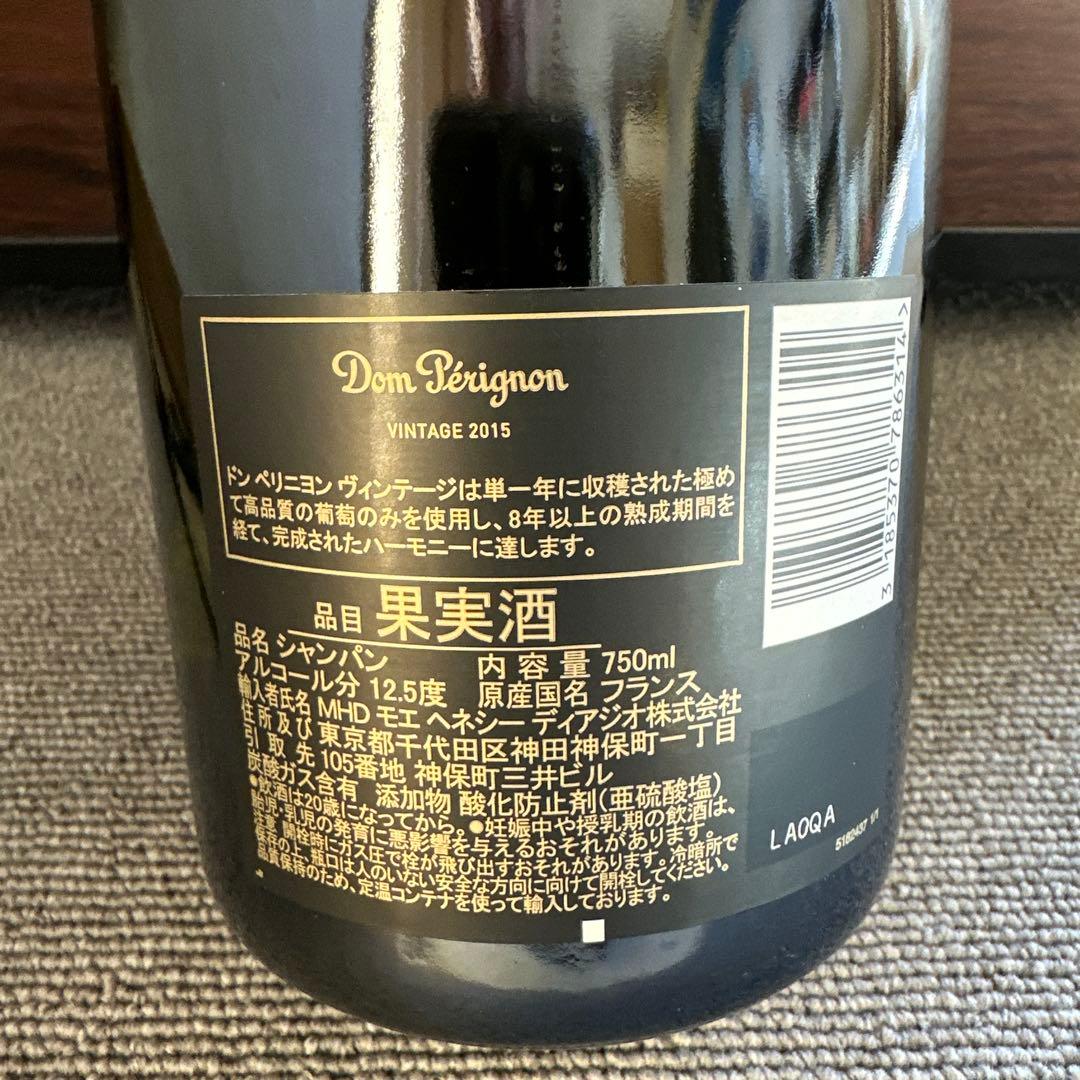 Dom Pérignon
VINTAGE 2015
ドン ペリニヨン ヴィンテージは単一年に収穫された極め
て高品質の葡萄のみを使用し、8年以上の熟成期間を
経て、完成されたハーモニーに達します。
品目 果実酒
品名 シャンパン 内容量 750ml
アルコール分 12.5度 原産国名 フランス
輸入者氏名 MHD モエ ヘネシー ディアジオ株式会社
住所及び 東京都千代田区神田神保町一丁目
引取先 105番地 神保町三井ビル
炭酸ガス含有 添加物 酸化防止剤(亜硫酸塩)
●飲酒は20歳になってから。●妊娠中や授乳期の飲酒は、
胎児・乳児の発育に悪影響を与えるおそれがあります。
注意 開栓時にガス圧で栓が飛び出すおそれがあります。冷暗所で
保存の上、瓶口は人のいない安全な方向に向けて開栓してください。
品質保持のため、定温コンテナを使って輸入しております。
3 185370 786314>
LAOQA
5182437 1/1